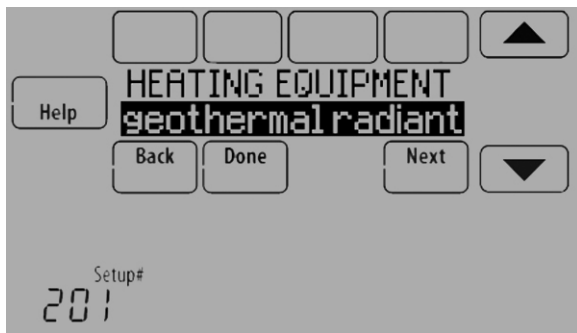 HEATING EQUIPMENT
Help
geothermal radiant
Back Done Next
Setup#
201